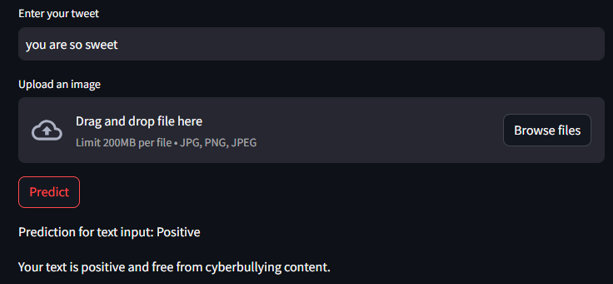 Enter your tweet
you are so sweet
Upload an image
Drag and drop file here
Limit 200MB per file • JPG, PNG, JPEG
Browse files
Predict
Prediction for text input: Positive
Your text is positive and free from cyberbullying content.